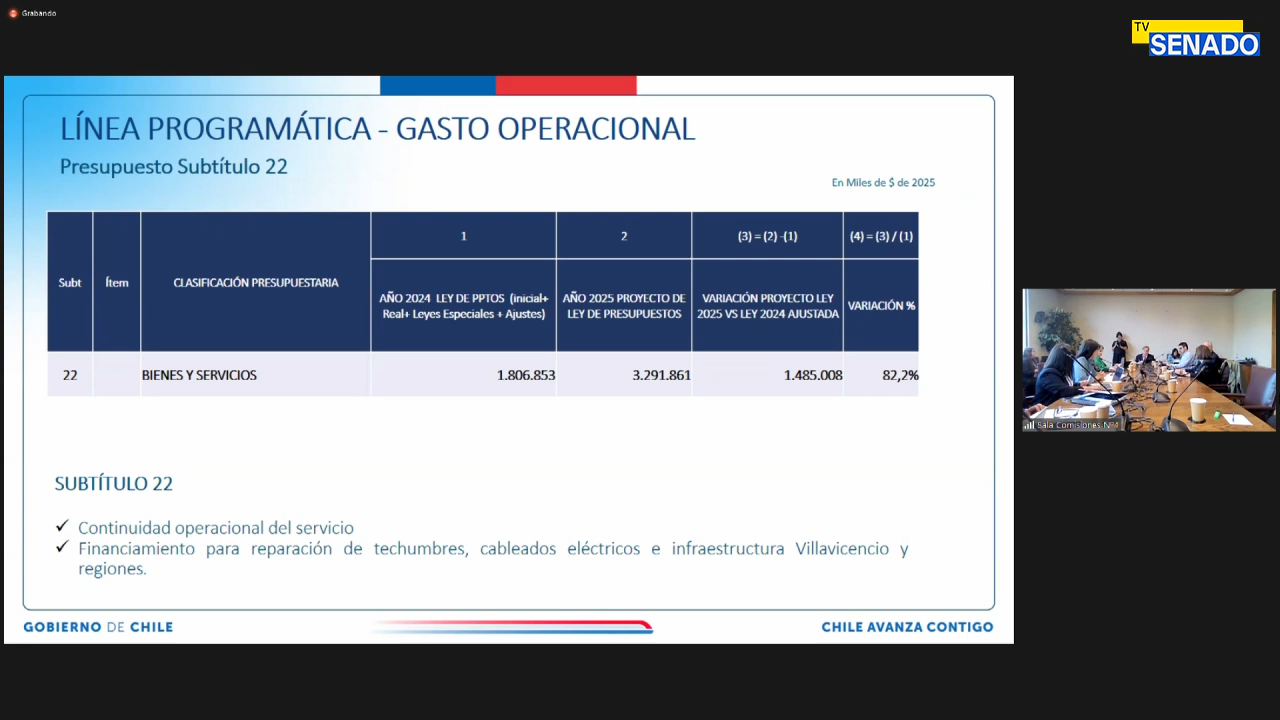 Grabando
TV
SENADO
LÍNEA PROGRAMÁTICA - GASTO OPERACIONAL
Presupuesto Subtítulo 22
En Miles de $ de 2025
Subt
Ítem
CLASIFICACIÓN PRESUPUESTARIA
1
2
(3) = (2) -(1)
(4) = (3) / (1)
AÑO 2024 LEY DE PPTOS (inicial+
Real+ Leyes Especiales + Ajustes)
AÑO 2025 PROYECTO DE
LEY DE PRESUPUESTOS
VARIACIÓN PROYECTO LEY
2025 VS LEY 2024 AJUSTADA
VARIACIÓN %
22 BIENES Y SERVICIOS 1.806.853 3.291.861 1.485.008 82,2%
SUBTÍTULO 22
✓ Continuidad operacional del servicio
✓ Financiamiento para reparación de techumbres, cableados eléctricos e infraestructura Villavicencio y
regiones.
GOBIERNO DE CHILE
CHILE AVANZA CONTIGO
Sala Comisiones N°1